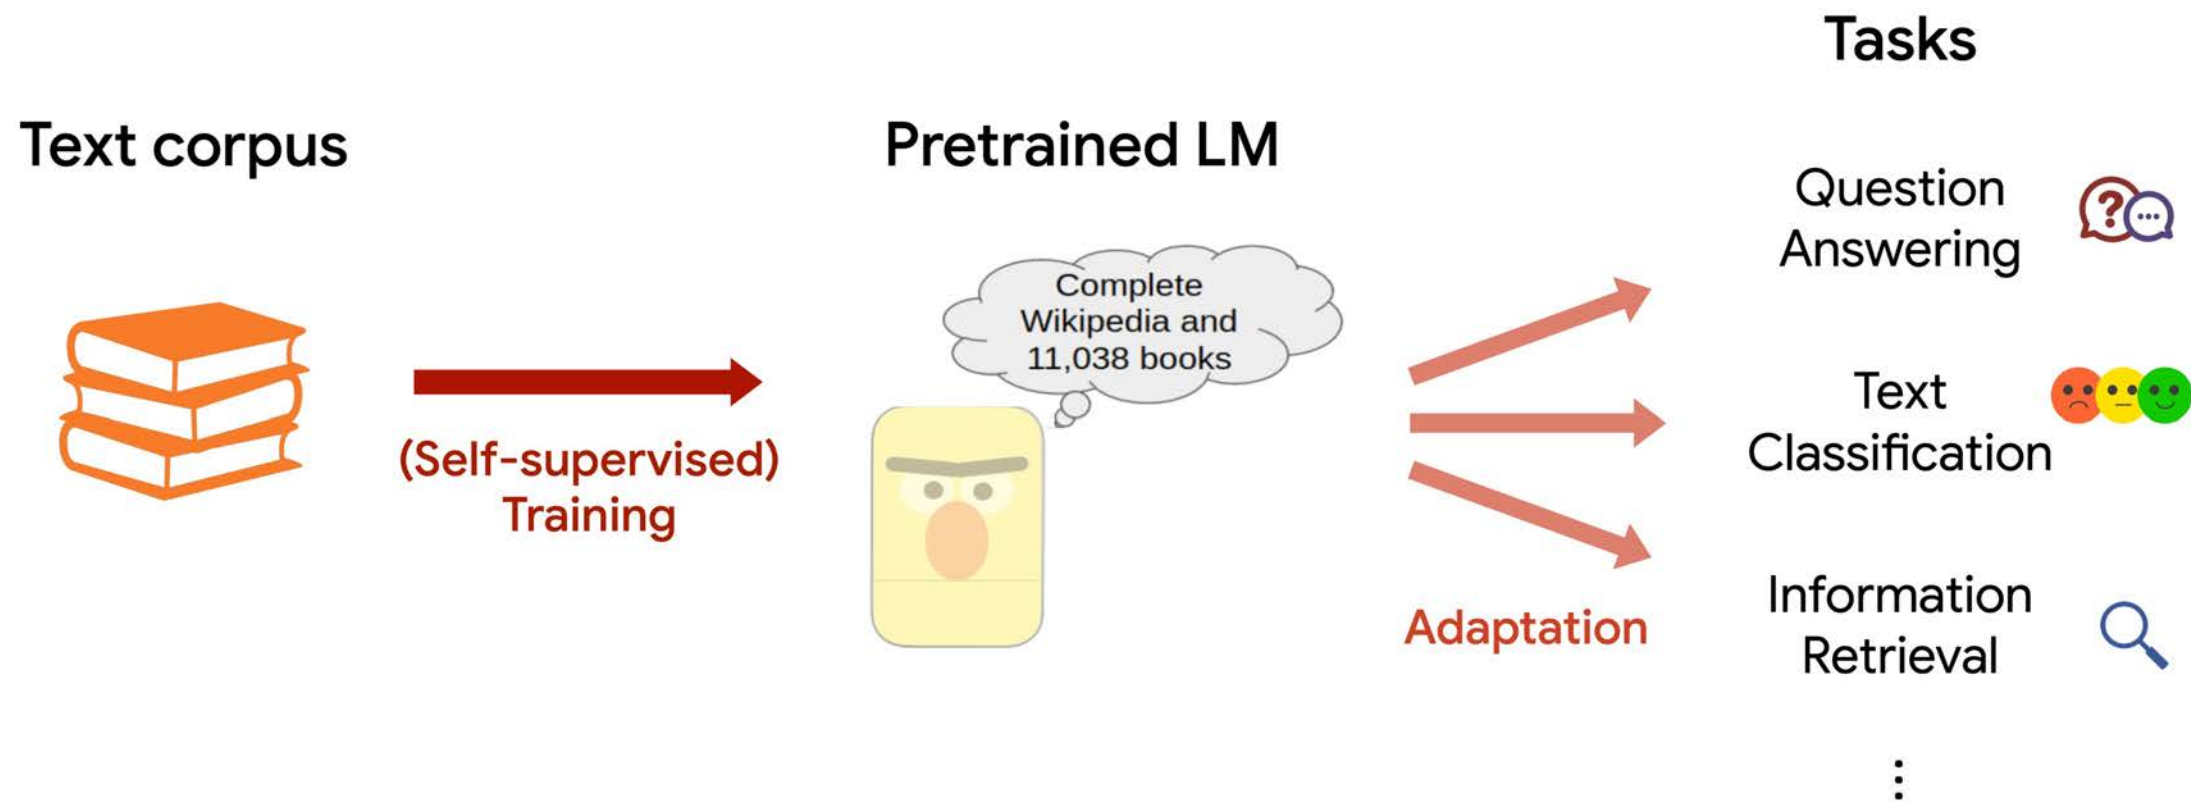 Text corpus
(Self-supervised)
Training
Pretrained LM
Complete
Wikipedia and
11,038 books
Adaptation
Tasks
Question
Answering
?
Text
Classification
Information
Retrieval
⋮